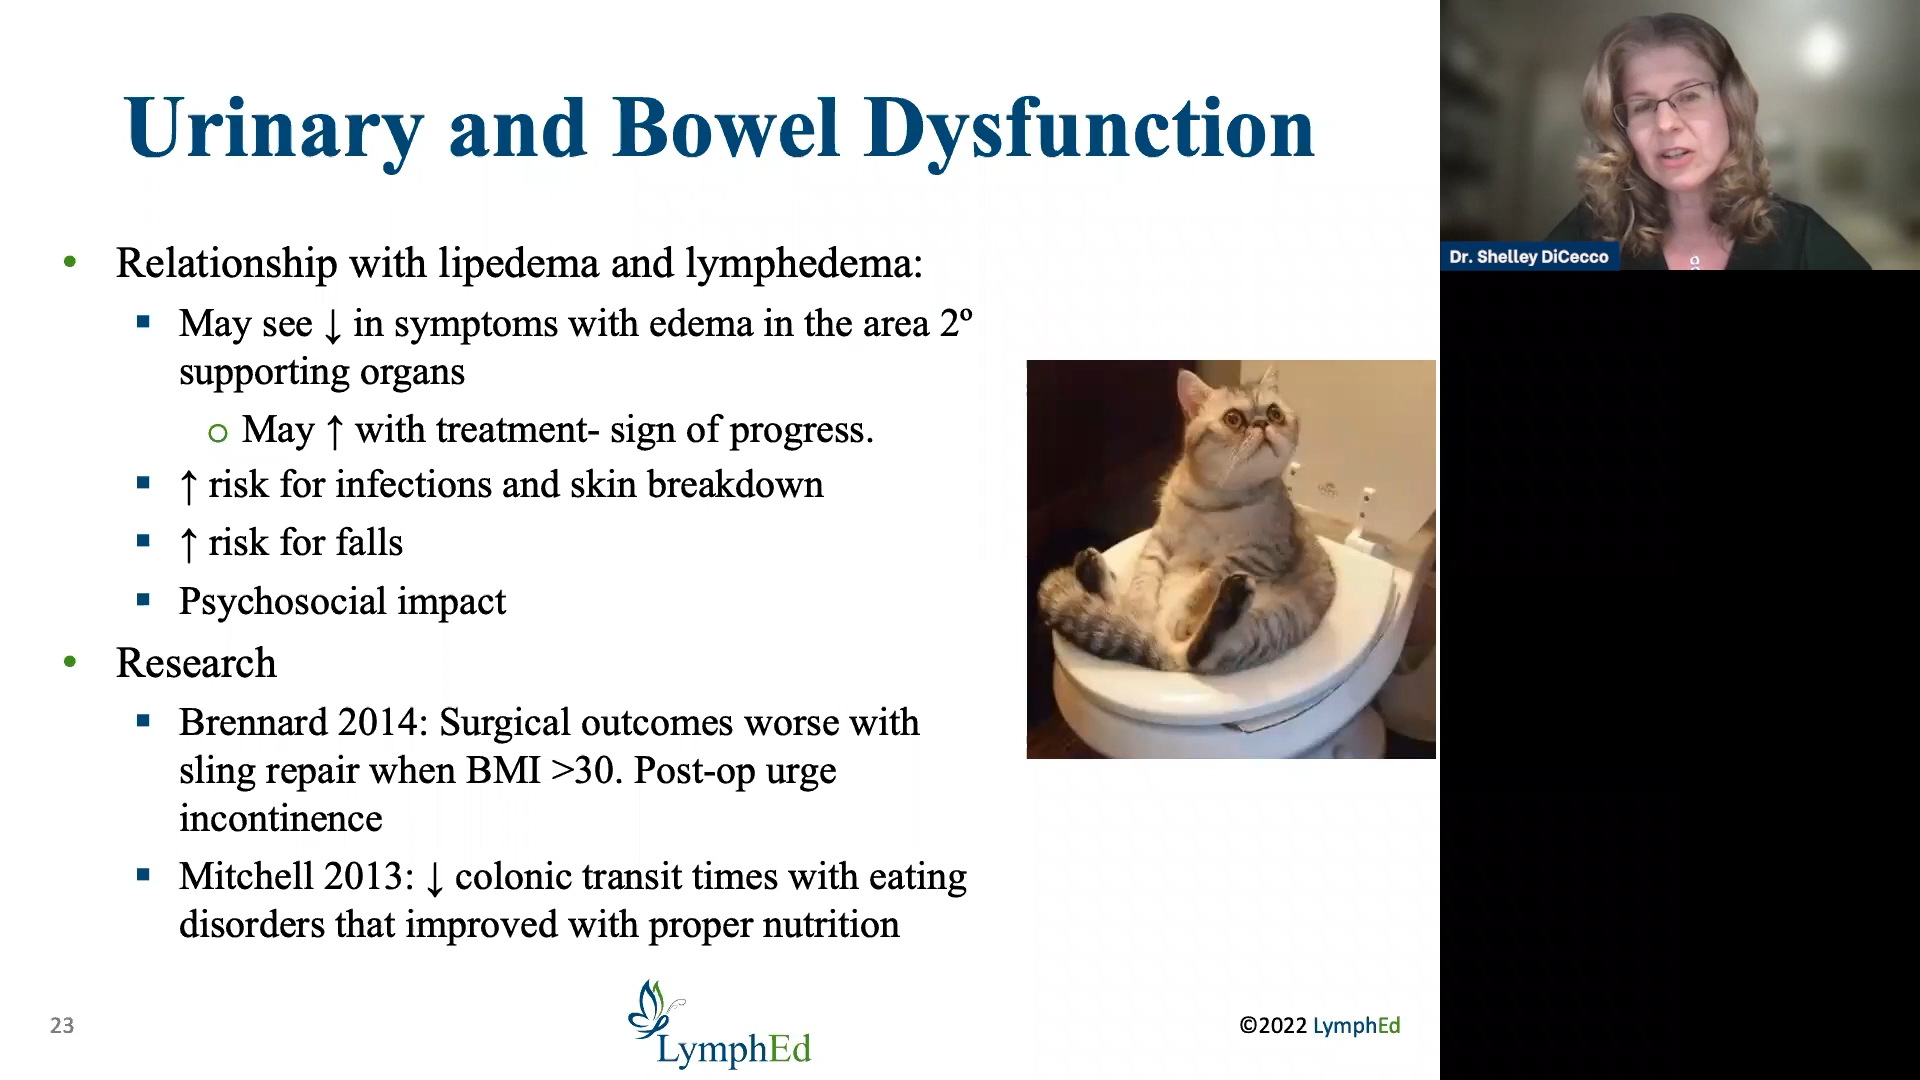 Urinary and Bowel Dysfunction
Dr. Shelley DiCecco
• Relationship with lipedema and lymphedema:
▪ May see ↓ in symptoms with edema in the area 2º
supporting organs
o May ↑ with treatment- sign of progress.
▪ ↑ risk for infections and skin breakdown
▪ ↑ risk for falls
▪ Psychosocial impact
• Research
▪ Brennard 2014: Surgical outcomes worse with
sling repair when BMI >30. Post-op urge
incontinence
▪ Mitchell 2013: ↓ colonic transit times with eating
disorders that improved with proper nutrition
23
LymphEd
©2022 LymphEd